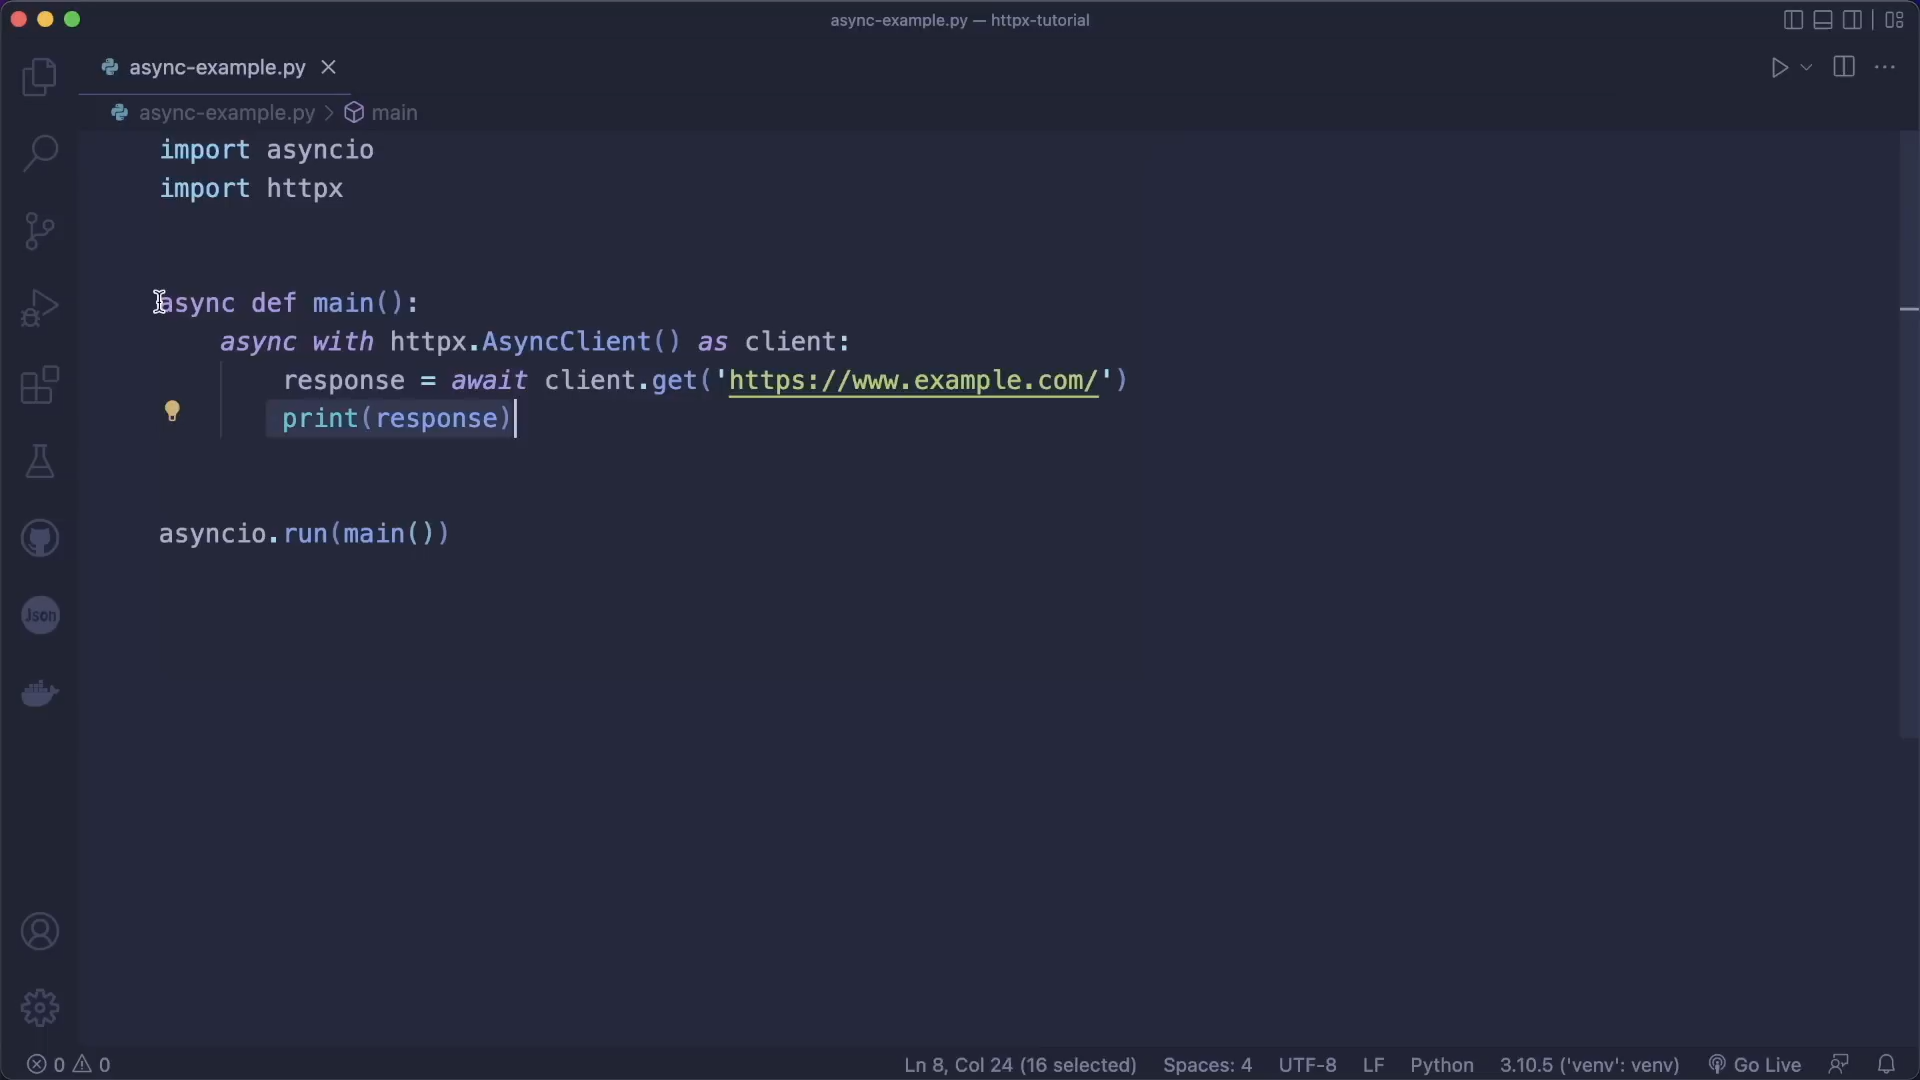 async-example.py — httpx-tutorial
async-example.py
async-example.py > main
import asyncio
import httpx
async def main():
async with httpx.AsyncClient() as client:
response = await client.get('https://www.example.com/')
print(response)
asyncio.run(main())
Json
0 0 Ln 8, Col 24 (16 selected) Spaces: 4 UTF-8 LF Python 3.10.5 ('venv': venv) Go Live